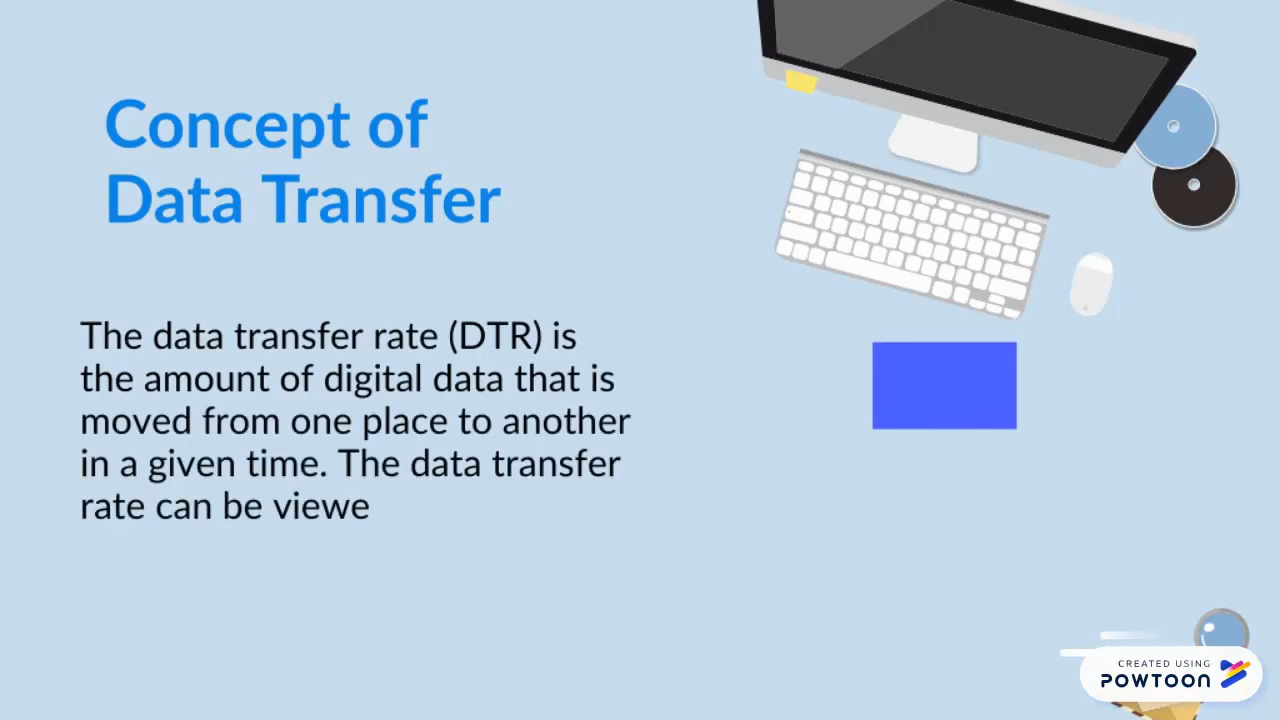 Concept of
Data Transfer
The data transfer rate (DTR) is
the amount of digital data that is
moved from one place to another
in a given time. The data transfer
rate can be viewe
CREATED USING
POWTOON